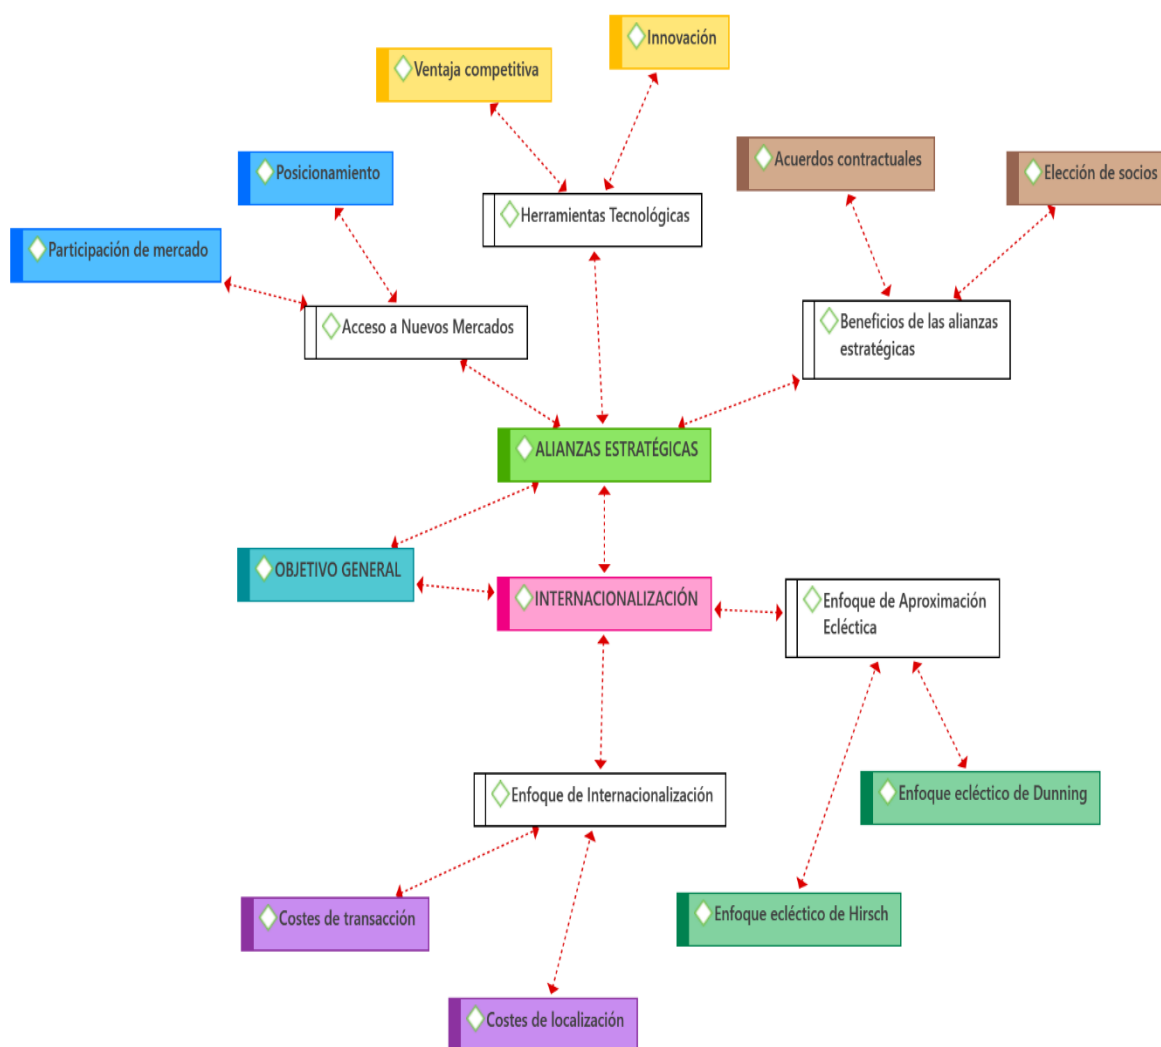 Innovación
Ventaja competitiva
Acuerdos contractuales
Elección de socios
Posicionamiento
Herramientas Tecnológicas
Participación de mercado
Acceso a Nuevos Mercados
Beneficios de las alianzas
estratégicas
ALIANZAS ESTRATÉGICAS
OBJETIVO GENERAL
INTERNACIONALIZACIÓN
Enfoque de Aproximación
Ecléctica
Enfoque de Internacionalización
Enfoque ecléctico de Dunning
Costes de transacción
Enfoque ecléctico de Hirsch
Costes de localización